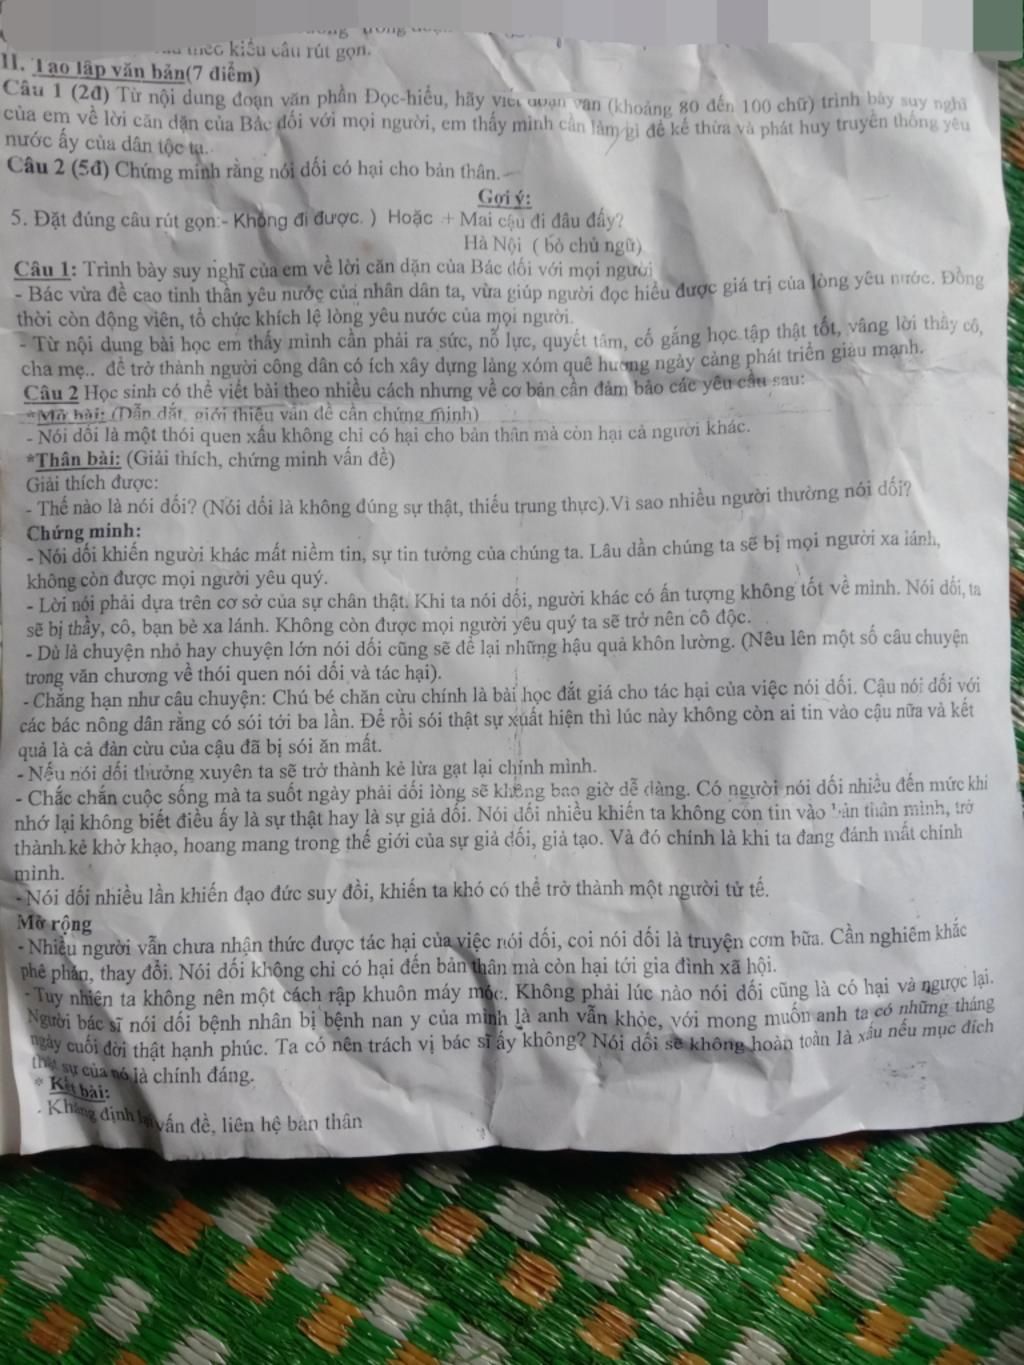 theo kiểu câu rút gọn.
II. Tạo lập văn bản(7 điểm)
Câu 1 (2đ) Từ nội dung đoạn văn phần Đọc-hiểu, hãy viết đoạn văn (khoảng 80 đến 100 chữ) trình bày suy nghĩ
của em về lời căn dặn của Bác đối với mọi người, em thấy mình cần làm gì để kế thừa và phát huy truyền thống yêu
nước ấy của dân tộc ta.
Câu 2 (5đ) Chứng minh rằng nói dối có hại cho bản thân.
Gợi ý:
5. Đặt đúng câu rút gọn:- Không đi được. ) Hoặc + Mai cậu đi đâu đấy?
Hà Nội ( bỏ chủ ngữ)
Câu 1: Trình bày suy nghĩ của em về lời căn dặn của Bác đối với mọi người
- Bác vừa đề cao tinh thần yêu nước của nhân dân ta, vừa giúp người đọc hiểu được giá trị của lòng yêu nước. Đồng
thời còn động viên, tổ chức khích lệ lòng yêu nước của mọi người.
- Từ nội dung bài học em thấy mình cần phải ra sức, nỗ lực, quyết tâm, cố gắng học tập thật tốt, vâng lời thầy cô,
cha mẹ.. để trở thành người công dân có ích xây dựng làng xóm quê hương ngày càng phát triển giàu mạnh.
Câu 2 Học sinh có thể viết bài theo nhiều cách nhưng về cơ bản cần đảm bảo các yêu cầu sau:
*Mở bài: (Dẫn dắt, giới thiệu vấn đề cần chứng minh)
- Nói dối là một thói quen xấu không chỉ có hại cho bản thân mà còn hại cả người khác.
*Thân bài: (Giải thích, chứng minh vấn đề)
Giải thích được:
- Thế nào là nói dối? (Nói dối là không đúng sự thật, thiếu trung thực).Vì sao nhiều người thường nói dối?
Chứng minh:
- Nói dối khiến người khác mất niềm tin, sự tin tưởng của chúng ta. Lâu dần chúng ta sẽ bị mọi người xa lánh,
không còn được mọi người yêu quý.
- Lời nói phải dựa trên cơ sở của sự chân thật. Khi ta nói dối, người khác có ấn tượng không tốt về mình. Nói dối, ta
sẽ bị thầy, cô, bạn bè xa lánh. Không còn được mọi người yêu quý ta sẽ trở nên cô độc.
- Dù là chuyện nhỏ hay chuyện lớn nói dối cũng sẽ để lại những hậu quả khôn lường. (Nêu lên một số câu chuyện
trong văn chương về thói quen nói dối và tác hại).
- Chẳng hạn như câu chuyện: Chú bé chăn cừu chính là bài học đắt giá cho tác hại của việc nói dối. Cậu nói dối với
các bác nông dân rằng có sói tới ba lần. Để rồi sói thật sự xuất hiện thì lúc này không còn ai tin vào cậu nữa và kết
quả là cả đàn cừu của cậu đã bị sói ăn mất.
- Nếu nói dối thường xuyên ta sẽ trở thành kẻ lừa gạt lại chính mình.
- Chắc chắn cuộc sống mà ta suốt ngày phải dối lòng sẽ không bao giờ dễ dàng. Có người nói dối nhiều đến mức khi
nhớ lại không biết điều ấy là sự thật hay là sự giả dối. Nói dối nhiều khiến ta không còn tin vào bản thân mình, trở
thành kẻ khờ khạo, hoang mang trong thế giới của sự giả dối, giả tạo. Và đó chính là khi ta đang đánh mất chính
mình.
- Nói dối nhiều lần khiến đạo đức suy đồi, khiến ta khó có thể trở thành một người tử tế.
Mở rộng
- Nhiều người vẫn chưa nhận thức được tác hại của việc nói dối, coi nói dối là truyện cơm bữa. Cần nghiêm khắc
phê phán, thay đổi. Nói dối không chỉ có hại đến bản thân mà còn hại tới gia đình xã hội.
- Tuy nhiên ta không nên một cách rập khuôn máy móc. Không phải lúc nào nói dối cũng là có hại và ngược lại.
Người bác sĩ nói dối bệnh nhân bị bệnh nan y của mình là anh vẫn khỏe, với mong muốn anh ta có những tháng
ngày cuối đời thật hạnh phúc. Ta có nên trách vị bác sĩ ấy không? Nói dối sẽ không hoàn toàn là xấu nếu mục đích
thật sự của nó là chính đáng.
* Kết bài:
- Khẳng định lại vấn đề, liên hệ bản thân